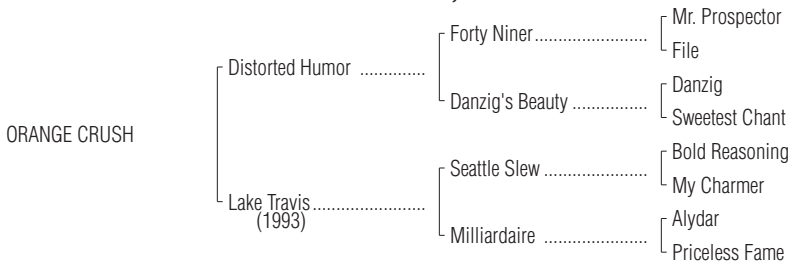 Mr. Prospector
Forty Niner..........................
File
Distorted Humor ..............
Danzig
Danzig's Beauty ................
Sweetest Chant
ORANGE CRUSH
Bold Reasoning
Seattle Slew ......................
My Charmer
Lake Travis........................
(1993)
Alydar
Milliardaire ......................
Priceless Fame